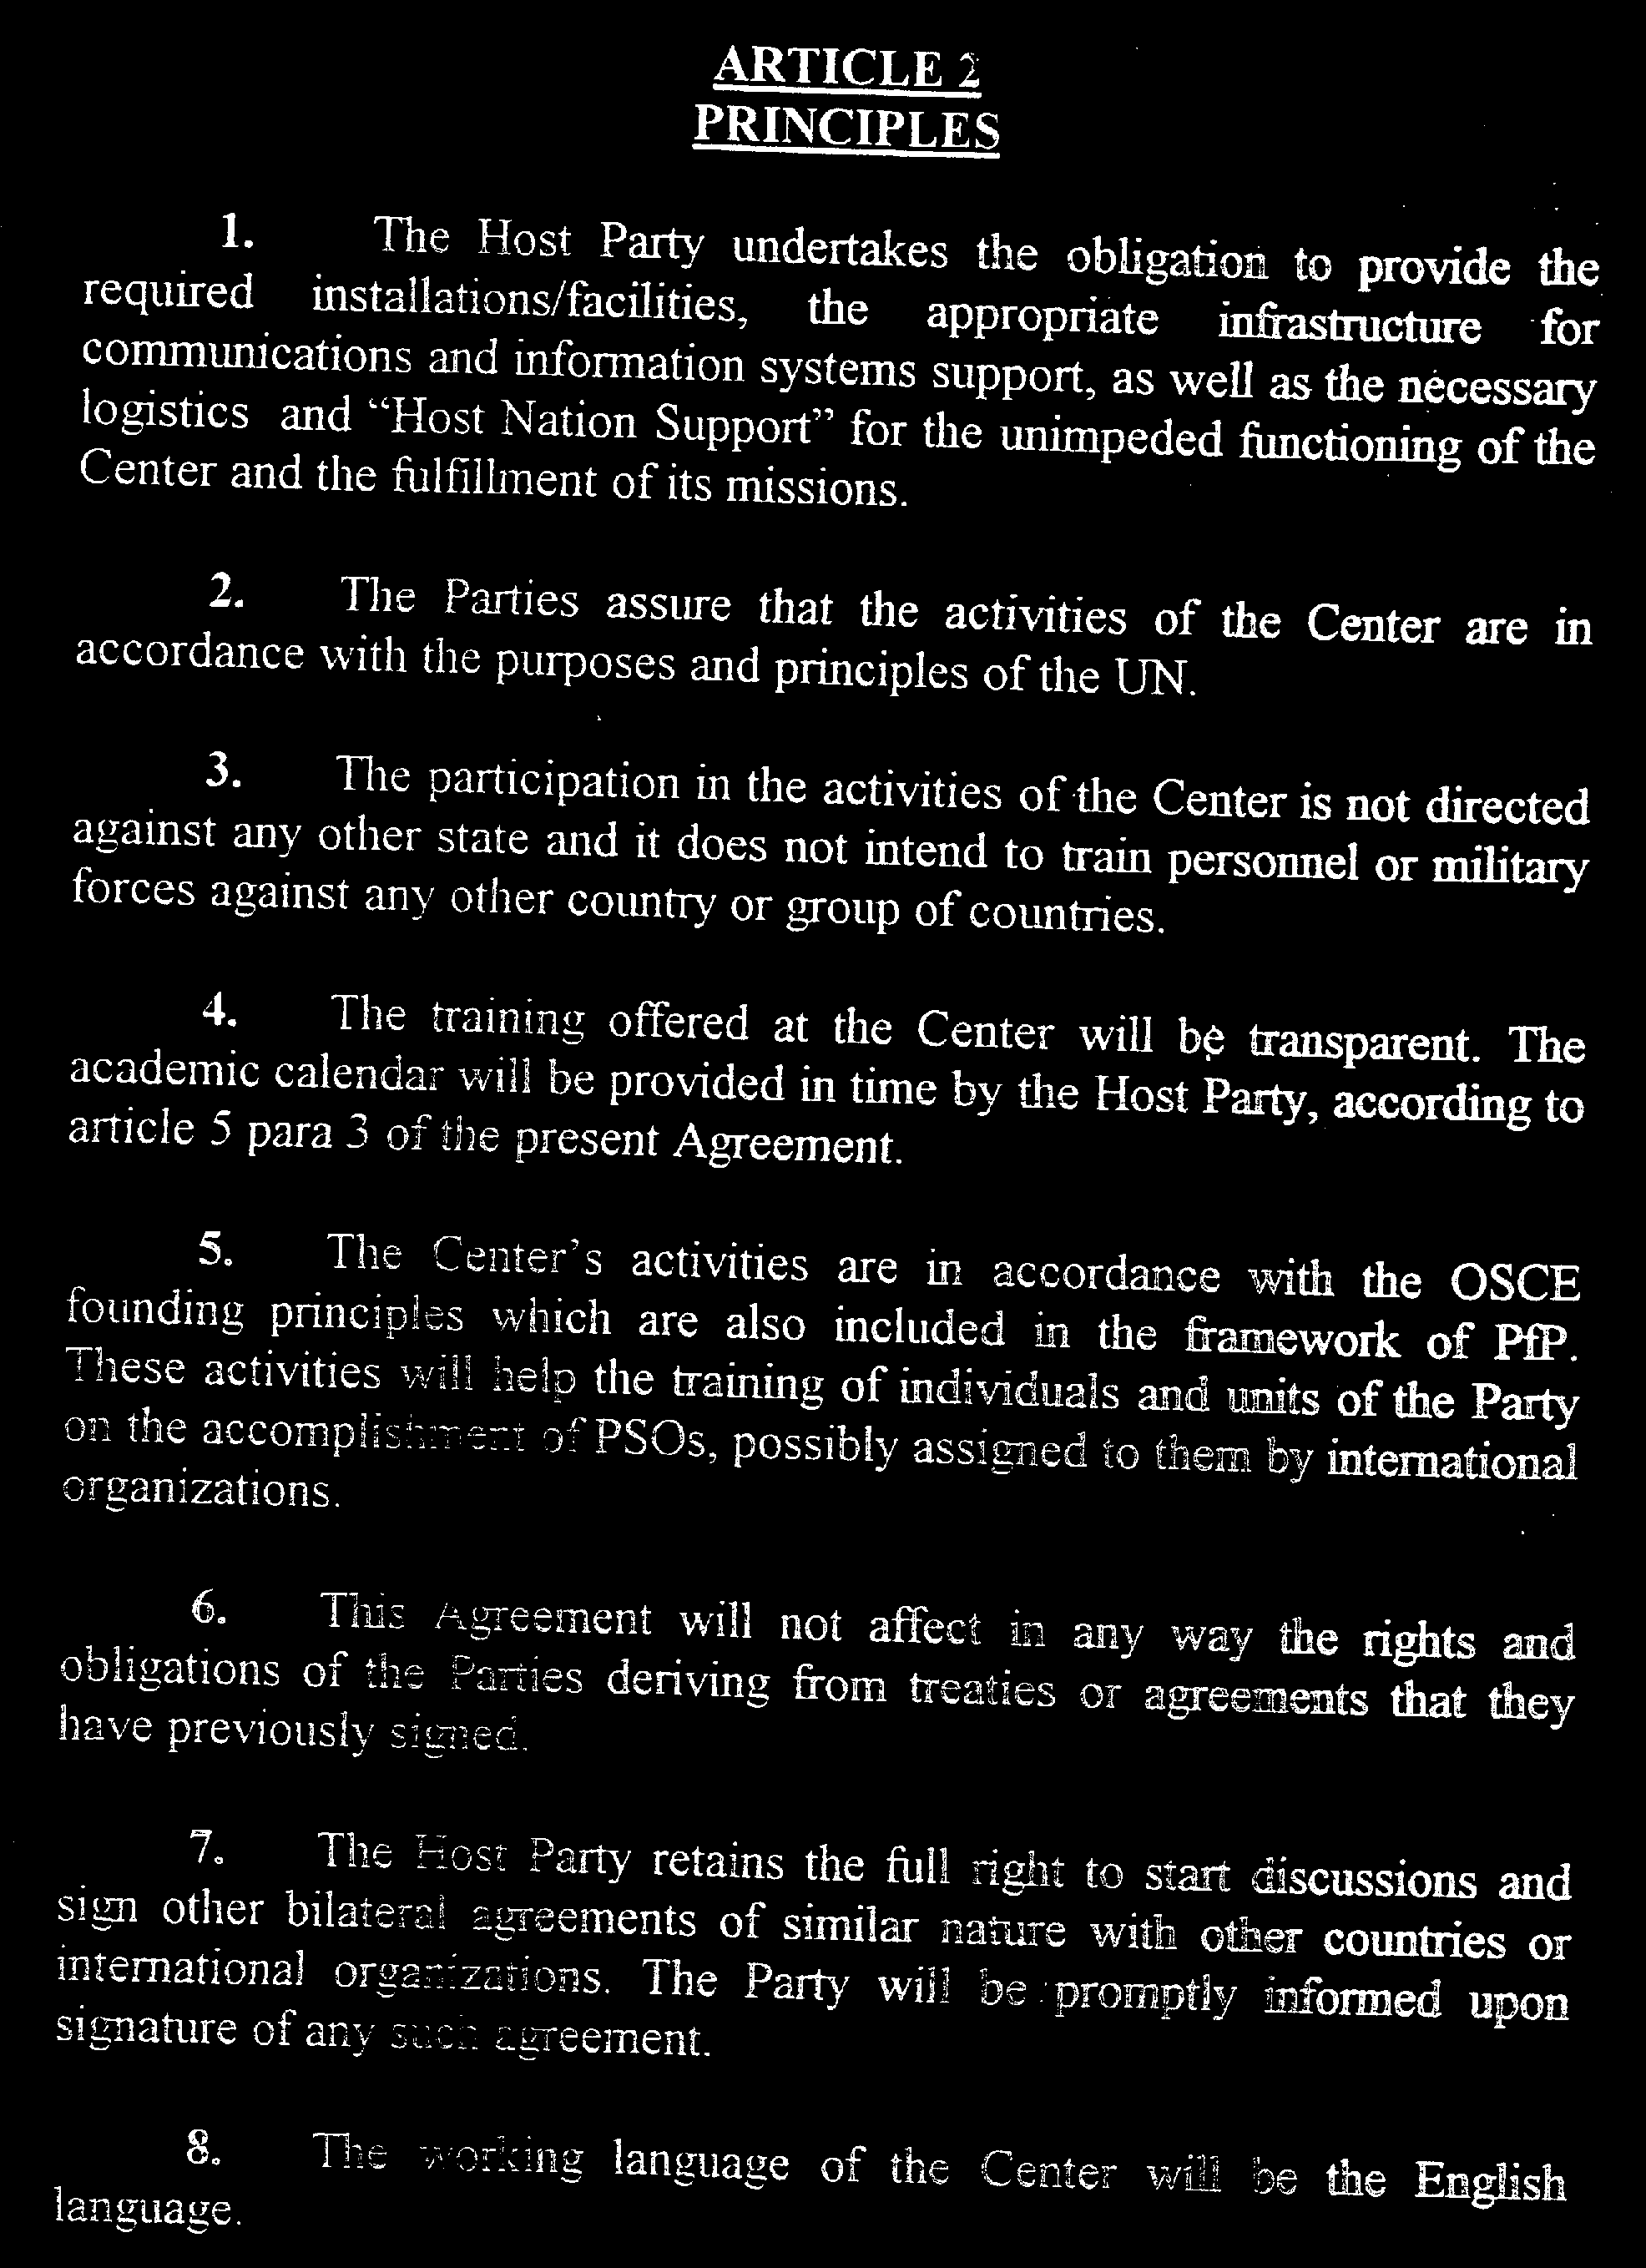 ARTICLE 2
PRINCIPLES
1. The Host Party undertakes the obligation to provide the
required installations/facilities, the appropriate infrastructure for
communications and information systems support, as well as the necessary
logistics and “Host Nation Support” for the unimpeded functioning of the
Center and the fulfillment of its missions.
2. The Parties assure that the activities of the Center are in
accordance with the purposes and principles of the UN.
3. The participation in the activities of the Center is not directed
against any other state and it does not intend to train personnel or military
forces against any other country or group of countries.
4. The training offered at the Center will be transparent. The
academic calendar will be provided in time by the Host Party, according to
article 5 para 3 of the present Agreement.
5. The Center’s activities are in accordance with the OSCE
founding principles which are also included in the framework of PfP.
These activities will help the training of individuals and units of the Party
on the accomplishment of PSOs, possibly assigned to them by international
organizations.
6. This Agreement will not affect in any way the rights and
obligations of the Parties deriving from treaties or agreements that they
have previously signed.
7. The Host Party retains the full right to start discussions and
sign other bilateral agreements of similar nature with other countries or
international organizations. The Party will be promptly informed upon
signature of any such agreement.
8. The working language of the Center will be the English
language.